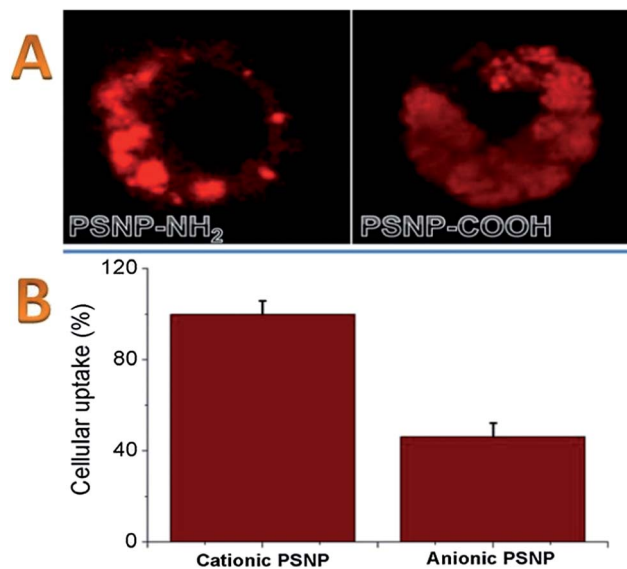 A
PSNP-NH₂
PSNP-COOH
B
Cellular uptake (%)
120
80
40
0
Cationic PSNP
Anionic PSNP